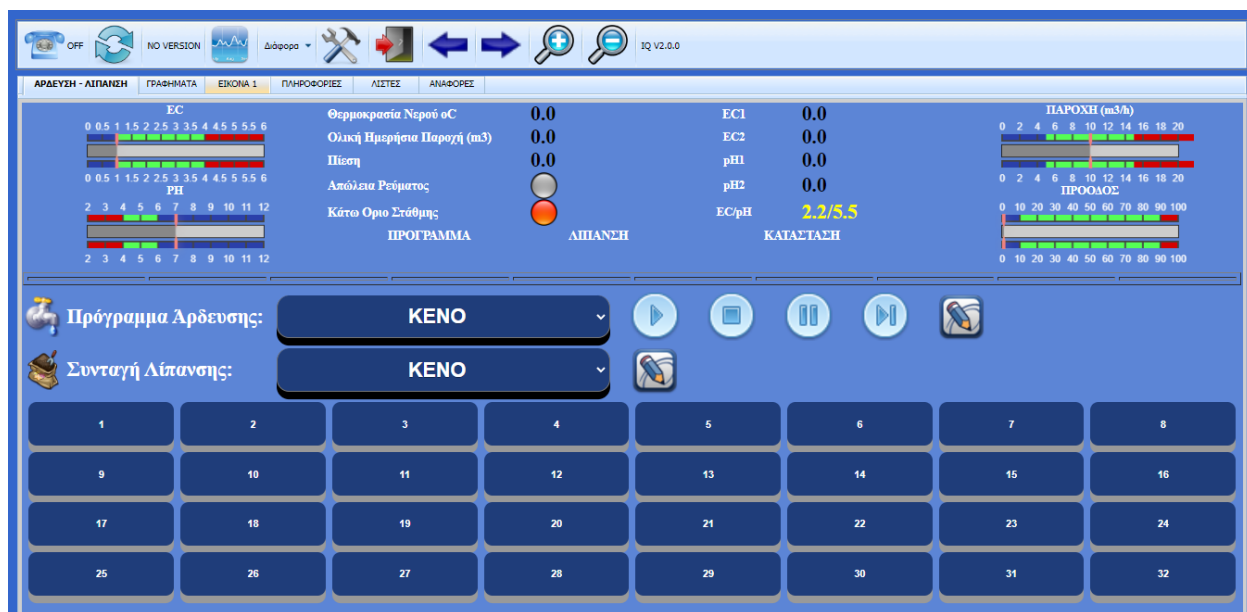 OFF NO VERSION Διάφορα IQ V2.0.0
ΑΡΔΕΥΣΗ - ΛΙΠΑΝΣΗ ΓΡΑΦΗΜΑΤΑ ΕΙΚΟΝΑ 1 ΠΛΗΡΟΦΟΡΙΕΣ ΛΙΣΤΕΣ ΑΝΑΦΟΡΕΣ
EC
0 0.5 1 1.5 2 2.5 3 3.5 4 4.5 5 5.5 6
0 0.5 1 1.5 2 2.5 3 3.5 4 4.5 5 5.5 6
PH
2 3 4 5 6 7 8 9 10 11 12
2 3 4 5 6 7 8 9 10 11 12
Θερμοκρασία Νερού οC 0.0
Ολική Ημερήσια Παροχή (m3) 0.0
Πίεση 0.0
Απώλεια Ρεύματος
Κάτω Οριο Στάθμης
EC1 0.0
EC2 0.0
pH1 0.0
pH2 0.0
EC/pH 2.2/5.5
ΠΑΡΟΧΗ (m3/h)
0 2 4 6 8 10 12 14 16 18 20
0 2 4 6 8 10 12 14 16 18 20
ΠΡΟΟΔΟΣ
0 10 20 30 40 50 60 70 80 90 100
0 10 20 30 40 50 60 70 80 90 100
ΠΡΟΓΡΑΜΜΑ ΛΙΠΑΝΣΗ ΚΑΤΑΣΤΑΣΗ
Πρόγραμμα Άρδευσης: ΚΕΝΟ
Συνταγή Λίπανσης: ΚΕΝΟ
1 2 3 4 5 6 7 8
9 10 11 12 13 14 15 16
17 18 19 20 21 22 23 24
25 26 27 28 29 30 31 32